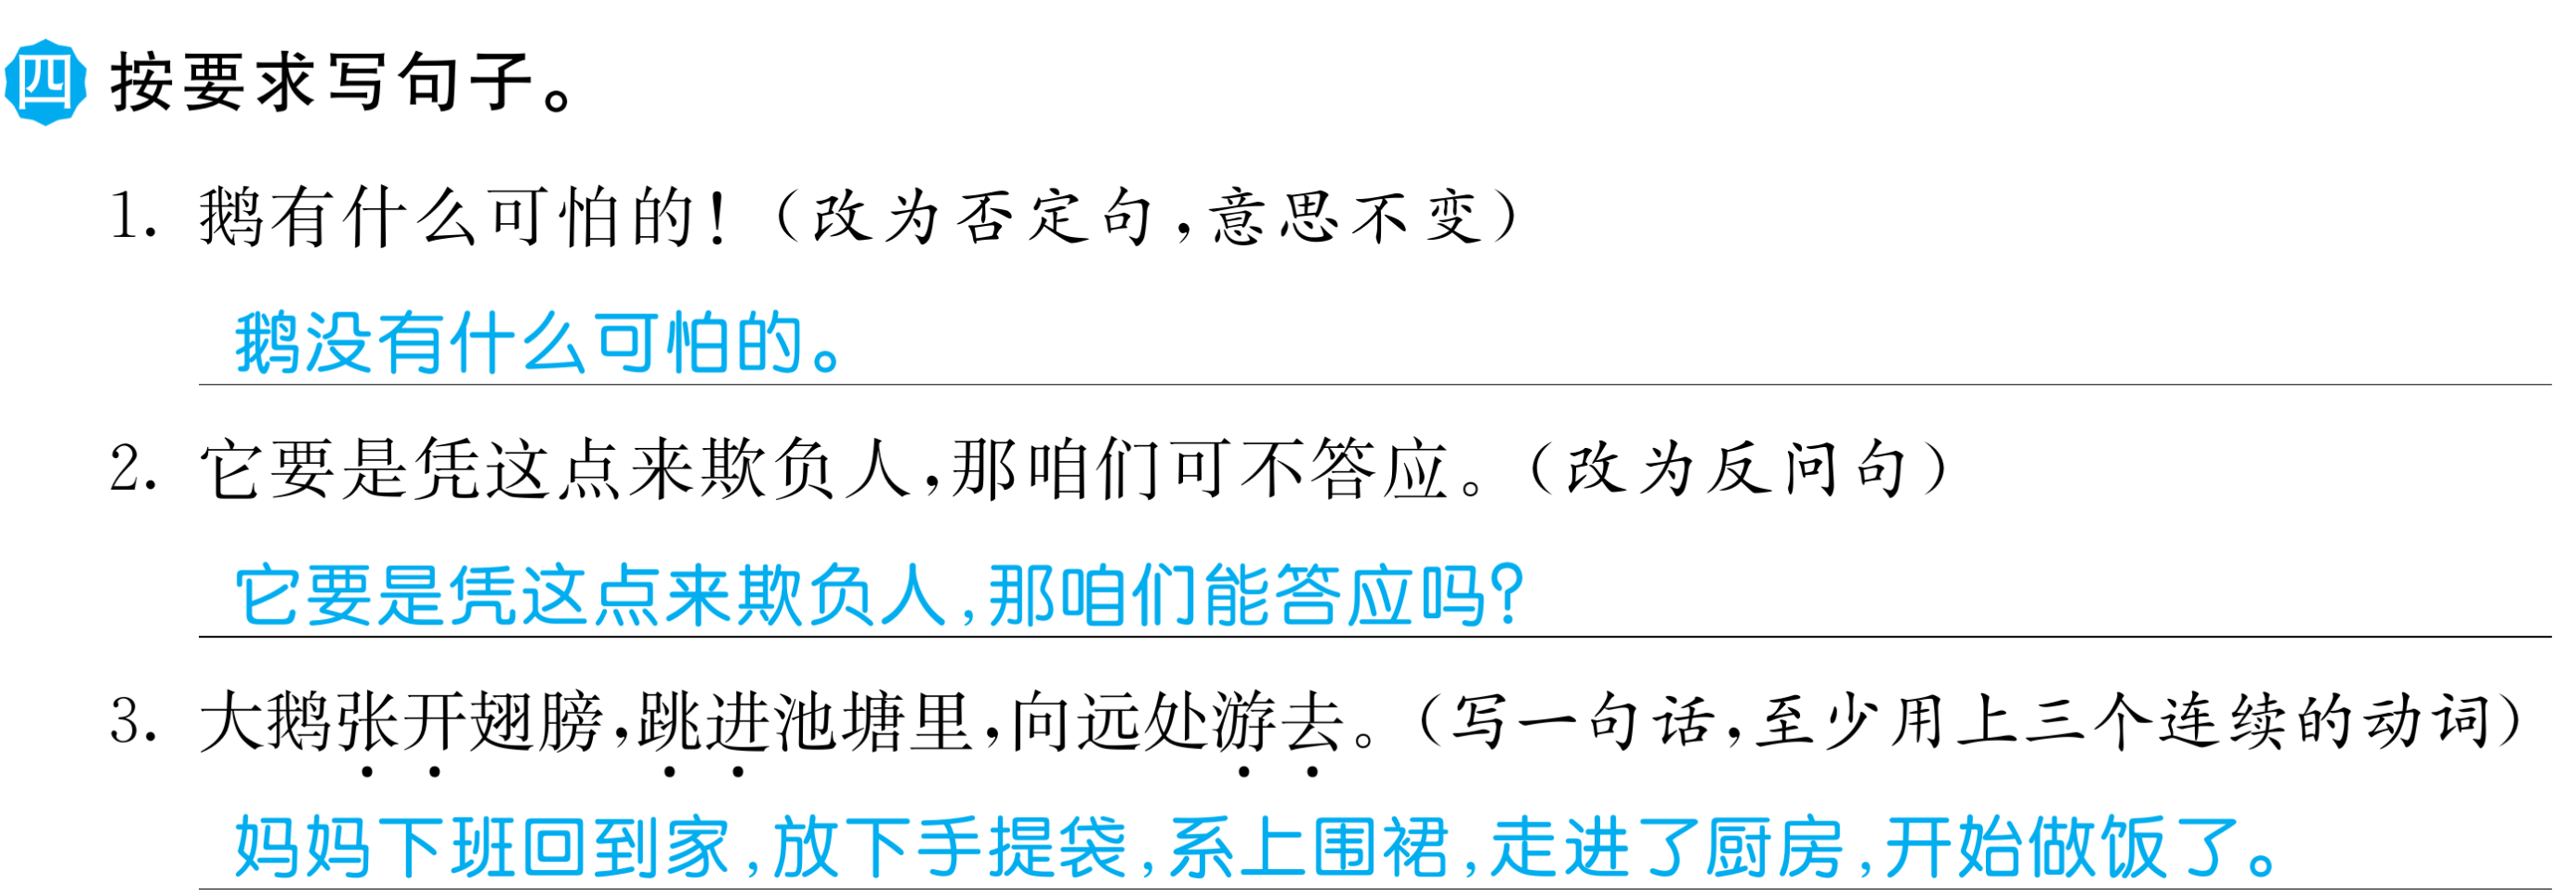 四 按要求写句子。
1. 鹅有什么可怕的！（改为否定句，意思不变）
鹅没有什么可怕的。
2. 它要是凭这点来欺负人，那咱们可不答应。（改为反问句）
它要是凭这点来欺负人，那咱们能答应吗？
3. 大鹅张开翅膀，跳进池塘里，向远处游去。（写一句话，至少用上三个连续的动词）
妈妈下班回到家，放下手提袋，系上围裙，走进了厨房，开始做饭了。